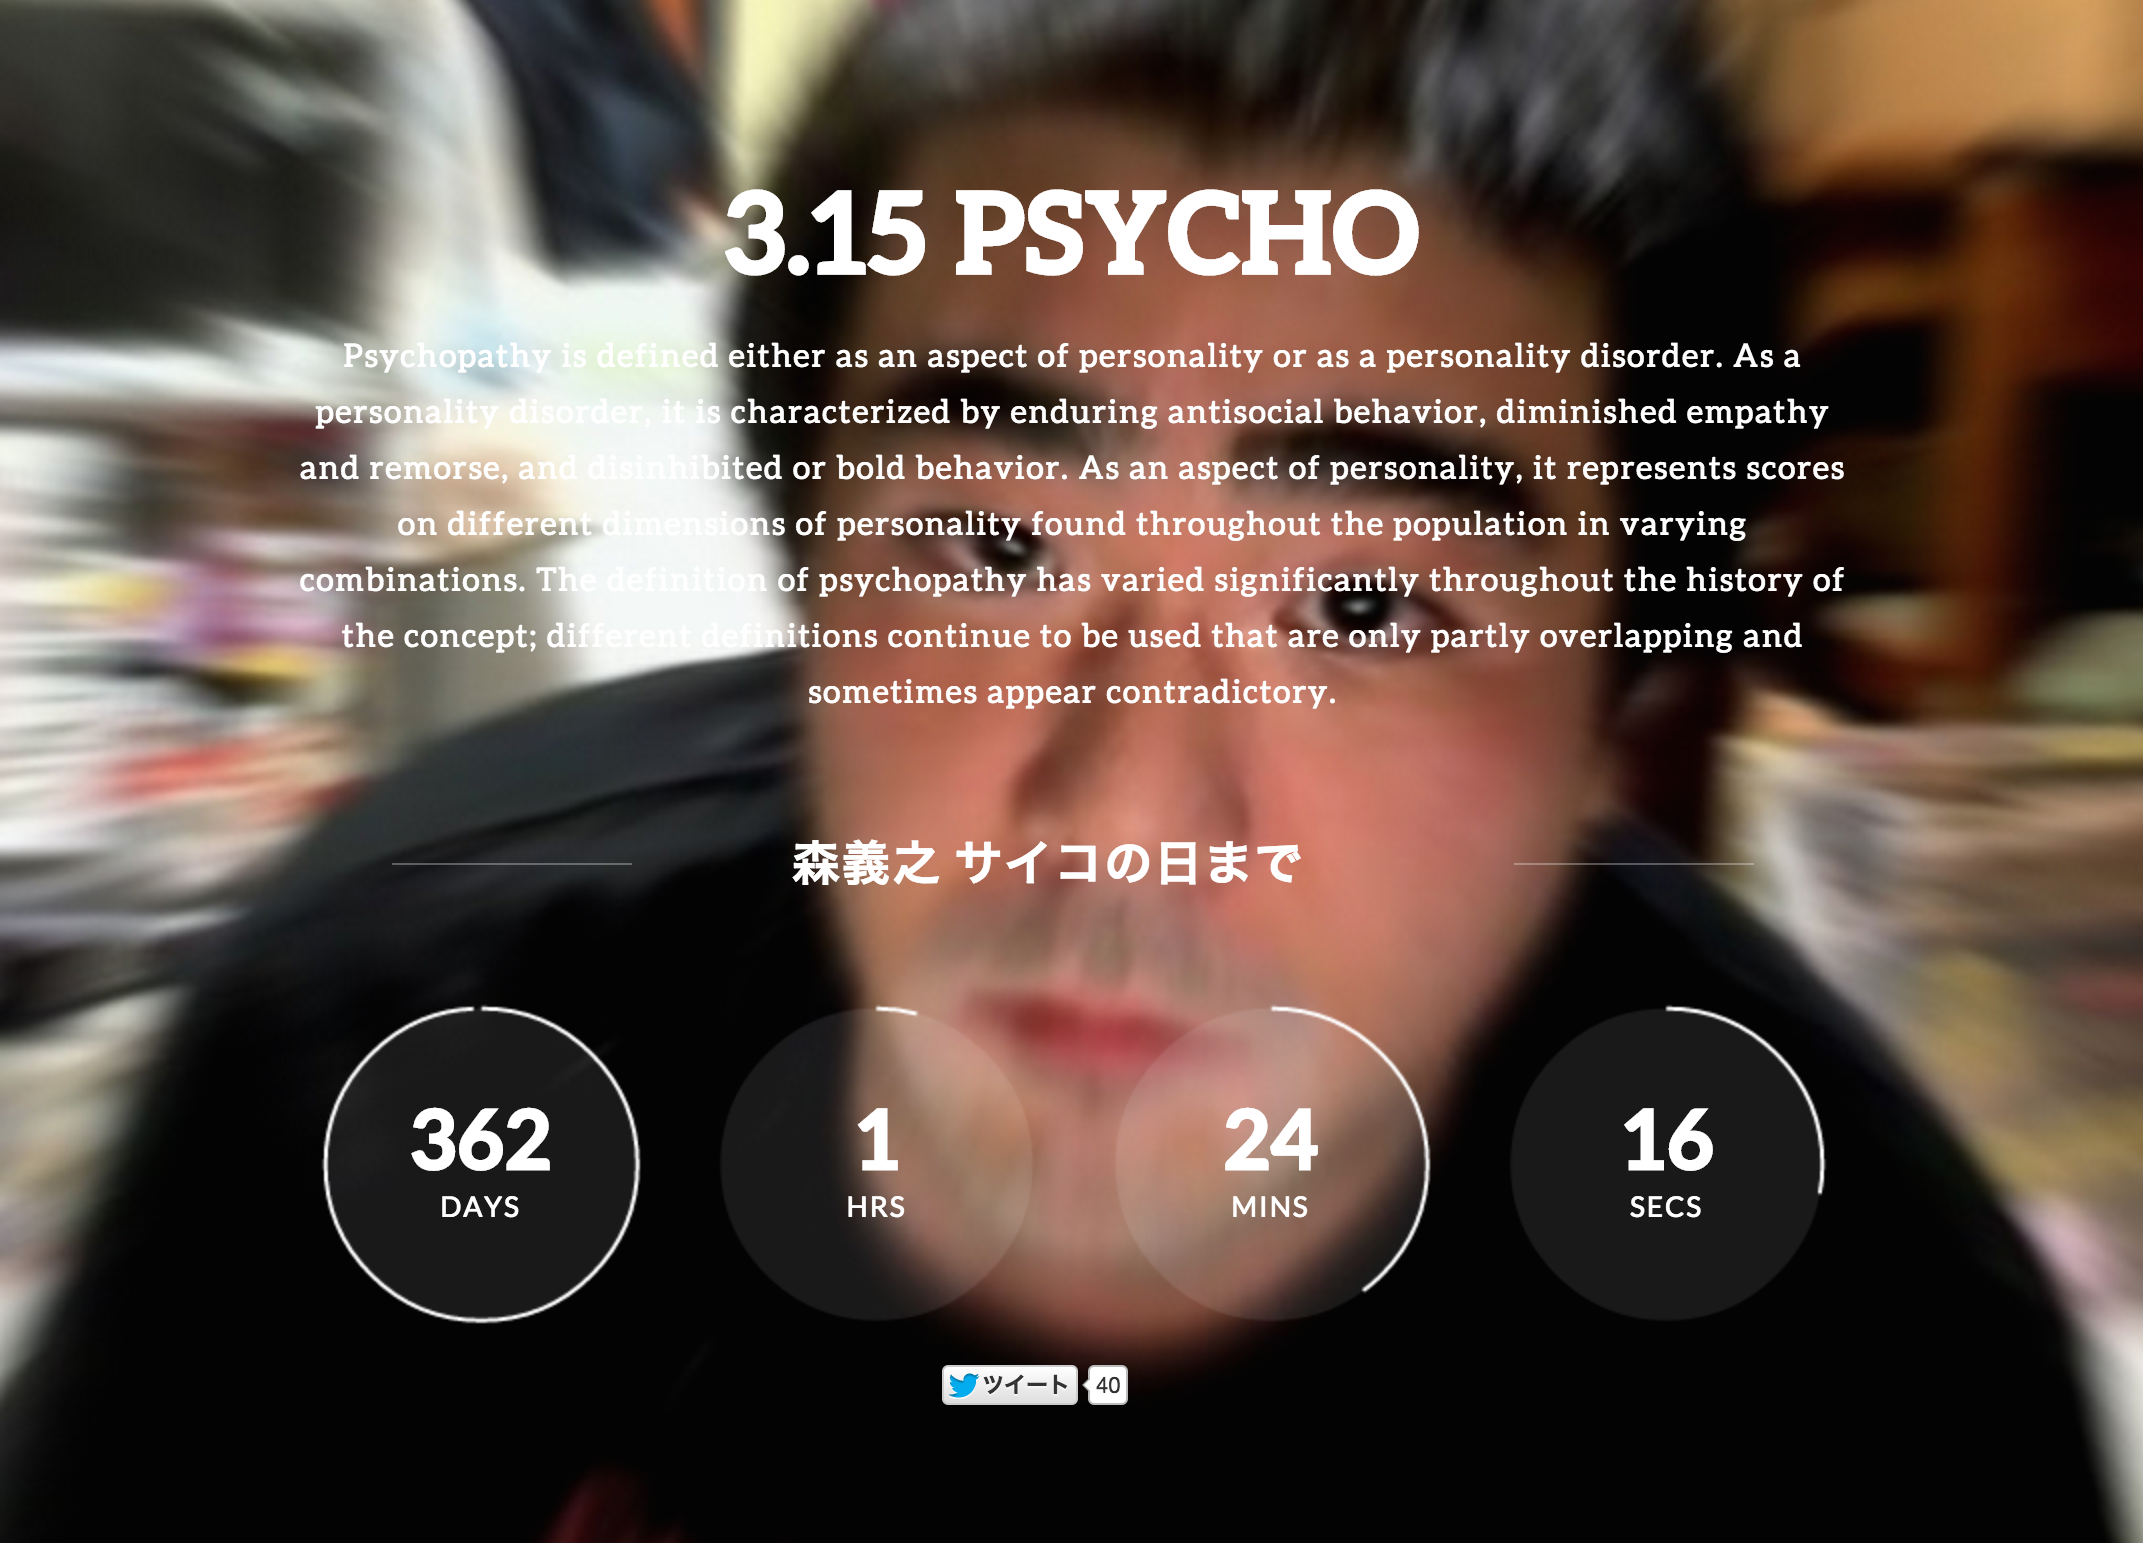 3.15 PSYCHO
Psychopathy is defined either as an aspect of personality or as a personality disorder. As a
personality disorder, it is characterized by enduring antisocial behavior, diminished empathy
and remorse, and disinhibited or bold behavior. As an aspect of personality, it represents scores
on different dimensions of personality found throughout the population in varying
combinations. The definition of psychopathy has varied significantly throughout the history of
the concept; different definitions continue to be used that are only partly overlapping and
sometimes appear contradictory.
森義之 サイコの日まで
362 1 24 16
DAYS HRS MINS SECS
ツイート 40